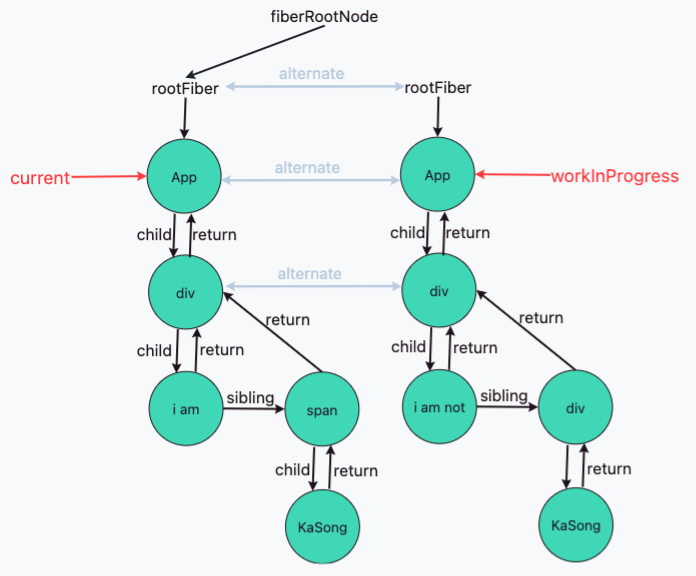 fiberRootNode
rootFiber
alternate
rootFiber
current
App
alternate
App
workInProgress
child
return
child
return
div
alternate
div
child
return
return
child
return
return
i am
sibling
span
i am not
sibling
div
child
return
return
KaSong
KaSong